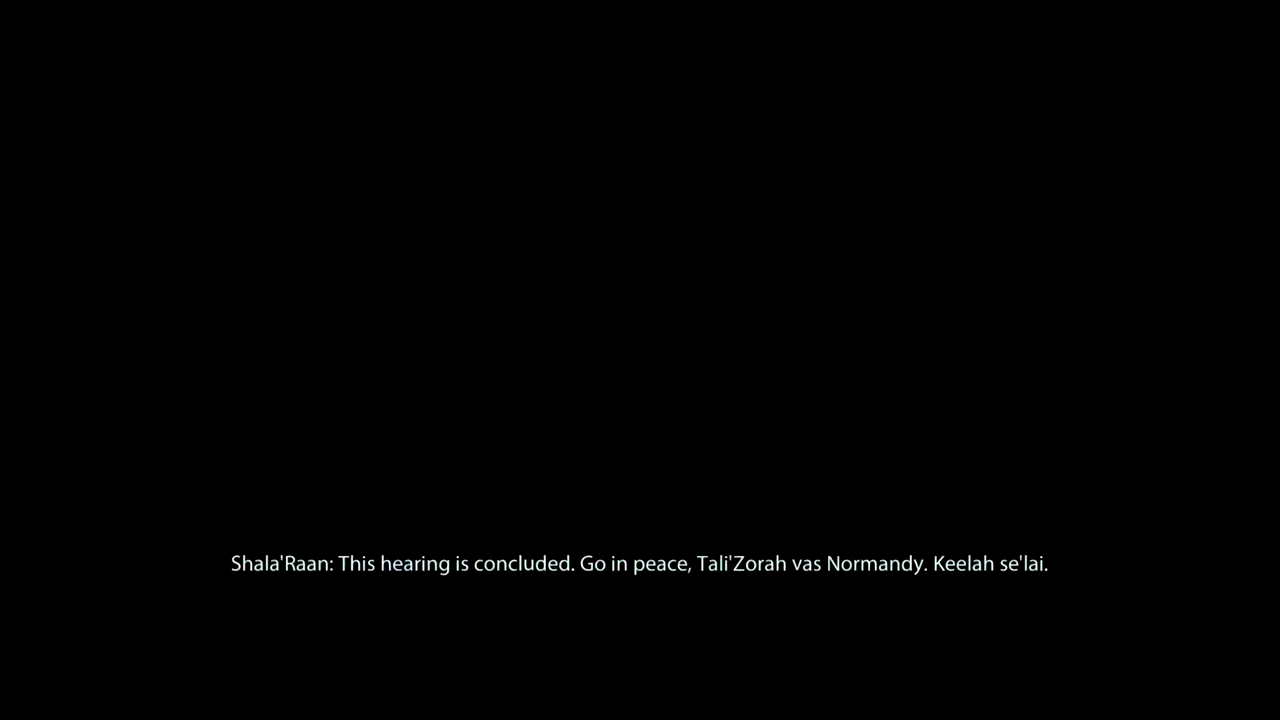 Shala'Raan: This hearing is concluded. Go in peace, Tali'Zorah vas Normandy. Keelah se'lai.